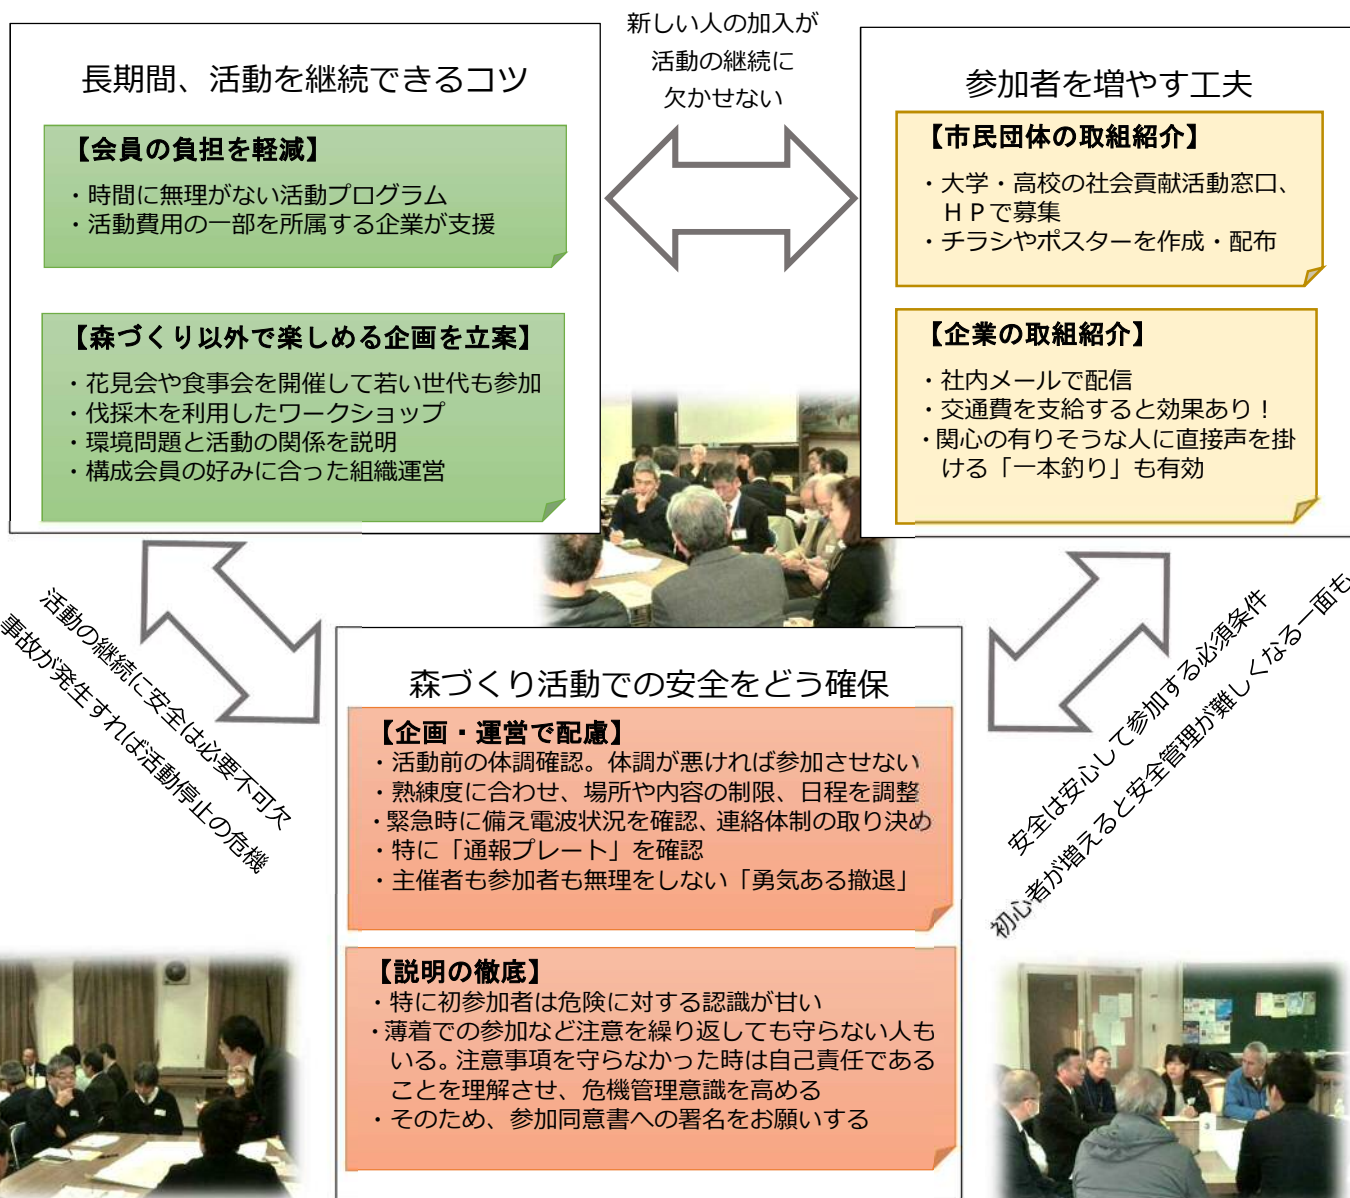 新しい人の加入が
活動の継続に
欠かせない
長期間、活動を継続できるコツ
【会員の負担を軽減】
・時間に無理がない活動プログラム
・活動費用の一部を所属する企業が支援
【森づくり以外で楽しめる企画を立案】
・花見会や食事会を開催して若い世代も参加
・伐採木を利用したワークショップ
・環境問題と活動の関係を説明
・構成会員の好みに合った組織運営
参加者を増やす工夫
【市民団体の取組紹介】
・大学・高校の社会貢献活動窓口、
ＨＰで募集
・チラシやポスターを作成・配布
【企業の取組紹介】
・社内メールで配信
・交通費を支給すると効果あり！
・関心の有りそうな人に直接声を掛
ける「一本釣り」も有効
活動の継続に安全は必要不可欠
事故が発生すれば活動停止の危機
安全は安心して参加する必須条件
初心者が増えると安全管理が難しくなる一面も
森づくり活動での安全をどう確保
【企画・運営で配慮】
・活動前の体調確認。体調が悪ければ参加させない
・熟練度に合わせ、場所や内容の制限、日程を調整
・緊急時に備え電波状況を確認、連絡体制の取り決め
・特に「通報プレート」を確認
・主催者も参加者も無理をしない「勇気ある撤退」
【説明の徹底】
・特に初参加者は危険に対する認識が甘い
・薄着での参加など注意を繰り返しても守らない人も
いる。注意事項を守らなかった時は自己責任である
ことを理解させ、危機管理意識を高める
・そのため、参加同意書への署名をお願いする